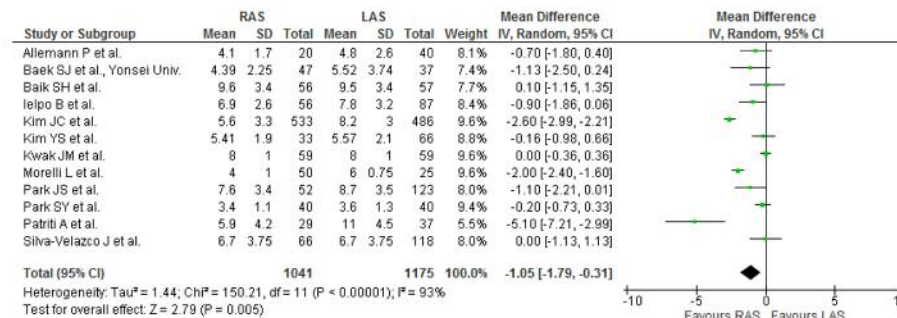 RAS LAS Mean Difference Mean Difference
Study or Subgroup Mean SD Total Mean SD Total Weight IV, Random, 95% CI IV, Random, 95% CI
Allemann P et al. 4.1 1.7 20 4.8 2.6 40 8.1% -0.70 [-1.80, 0.40]
Baek SJ et al., Yonsei Univ. 4.39 2.25 47 5.52 3.74 37 7.3% -1.13 [-2.50, 0.24]
Baik SH et al. 9.6 3.4 56 9.5 3.4 57 7.6% 0.10 [-1.15, 1.35]
Ielpo B et al. 6.9 2.6 56 7.8 3.2 87 8.5% -0.90 [-1.86, 0.06]
Kim JC et al. 5.6 3.3 533 8.2 3 486 9.7% -2.60 [-2.99, -2.21]
Kim YS et al. 5.41 1.9 33 5.57 2.1 66 8.7% -0.16 [-0.98, 0.66]
Kwak JM et al. 8 1 59 8 1 59 9.7% 0.00 [-0.36, 0.36]
Morelli L et al. 4 1 50 6 0.75 25 9.7% -2.00 [-2.40, -1.60]
Park JS et al. 7.6 3.4 52 8.7 3.5 123 8.0% -1.10 [-2.21, 0.01]
Park SY et al. 3.4 1.1 40 3.6 1.3 40 9.4% -0.20 [-0.73, 0.33]
Patriti A et al. 5.9 4.2 29 11 4.5 37 5.2% -5.10 [-7.21, -2.99]
Silva-Velazco J et al. 6.7 3.75 66 6.7 3.75 118 8.0% 0.00 [-1.13, 1.13]
Total (95% CI) 1041 1175 100.0% -1.05 [-1.79, -0.31]
Heterogeneity: Tau² = 1.44; Chi² = 150.21, df = 11 (P < 0.00001); I² = 93%
Test for overall effect: Z = 2.79 (P = 0.005)
-10 -5 0 5
Favours RAS Favours LAS